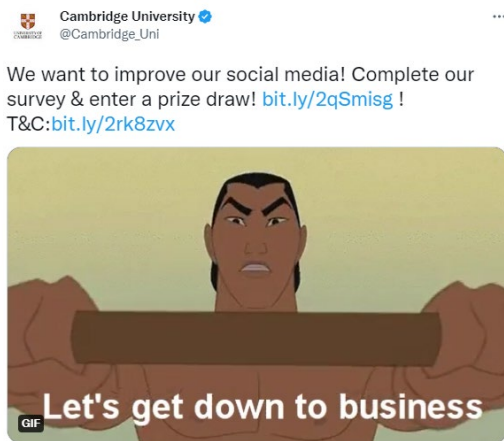 Cambridge University
@Cambridge_Uni
We want to improve our social media! Complete our
survey & enter a prize draw! bit.ly/2qSmisg !
T&C:bit.ly/2rk8zvx
Let's get down to business
GIF